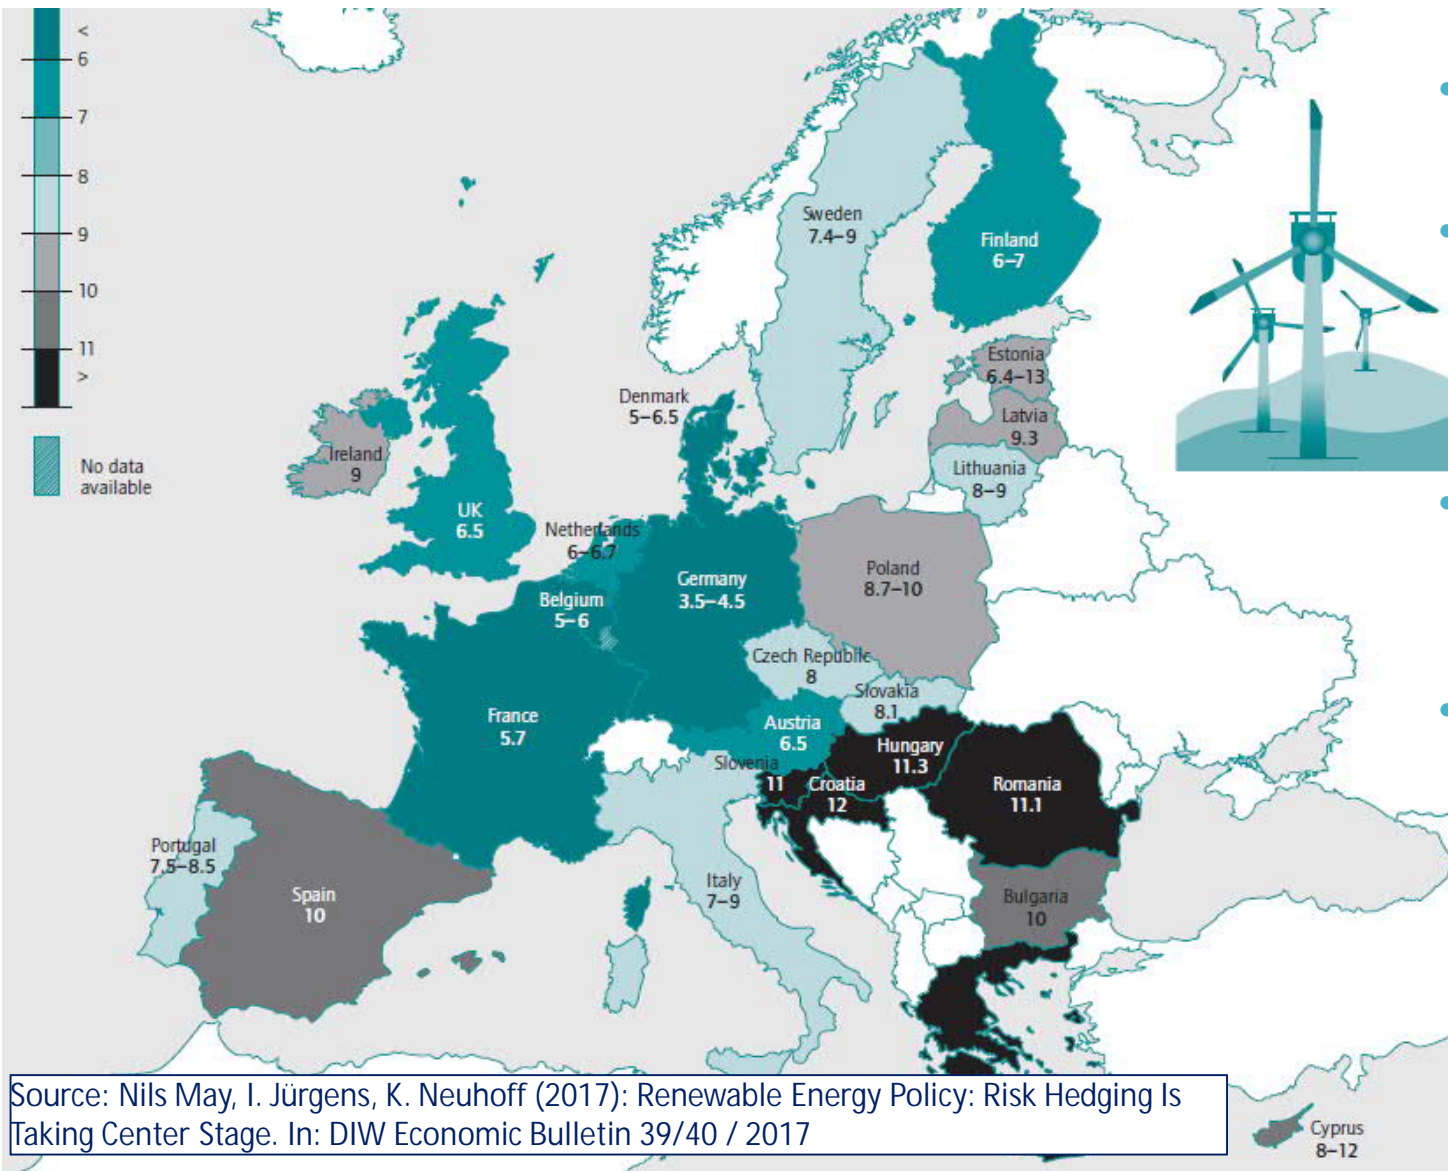 <
6
7
8
9
10
11
>
No data
available
Sweden
7.4–9
Finland
6–7
Estonia
6.4–13
Denmark
5–6.5
Latvia
9.3
Ireland
9
Lithuania
8–9
UK
6.5
Netherlands
6–6.7
Poland
8.7–10
Germany
3.5–4.5
Belgium
5–6
Czech Republic
8
Slovakia
8.1
France
5.7
Austria
6.5
Hungary
11.3
Slovenia
11
Croatia
12
Romania
11.1
Portugal
7.5–8.5
Spain
10
Italy
7–9
Bulgaria
10
Source: Nils May, I. Jürgens, K. Neuhoff (2017): Renewable Energy Policy: Risk Hedging Is
Taking Center Stage. In: DIW Economic Bulletin 39/40 / 2017
Cyprus
8–12